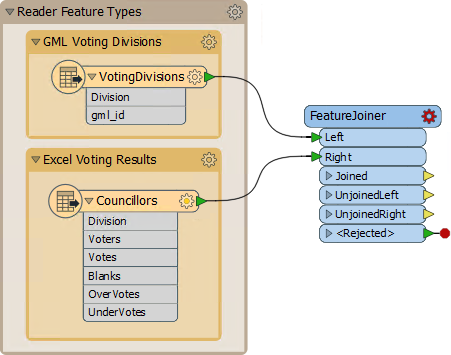 Reader Feature Types
GML Voting Divisions
VotingDivisions
Division
gml_id
Excel Voting Results
Councillors
Division
Voters
Votes
Blanks
OverVotes
UnderVotes
FeatureJoiner
Left
Right
Joined
UnjoinedLeft
UnjoinedRight
<Rejected>